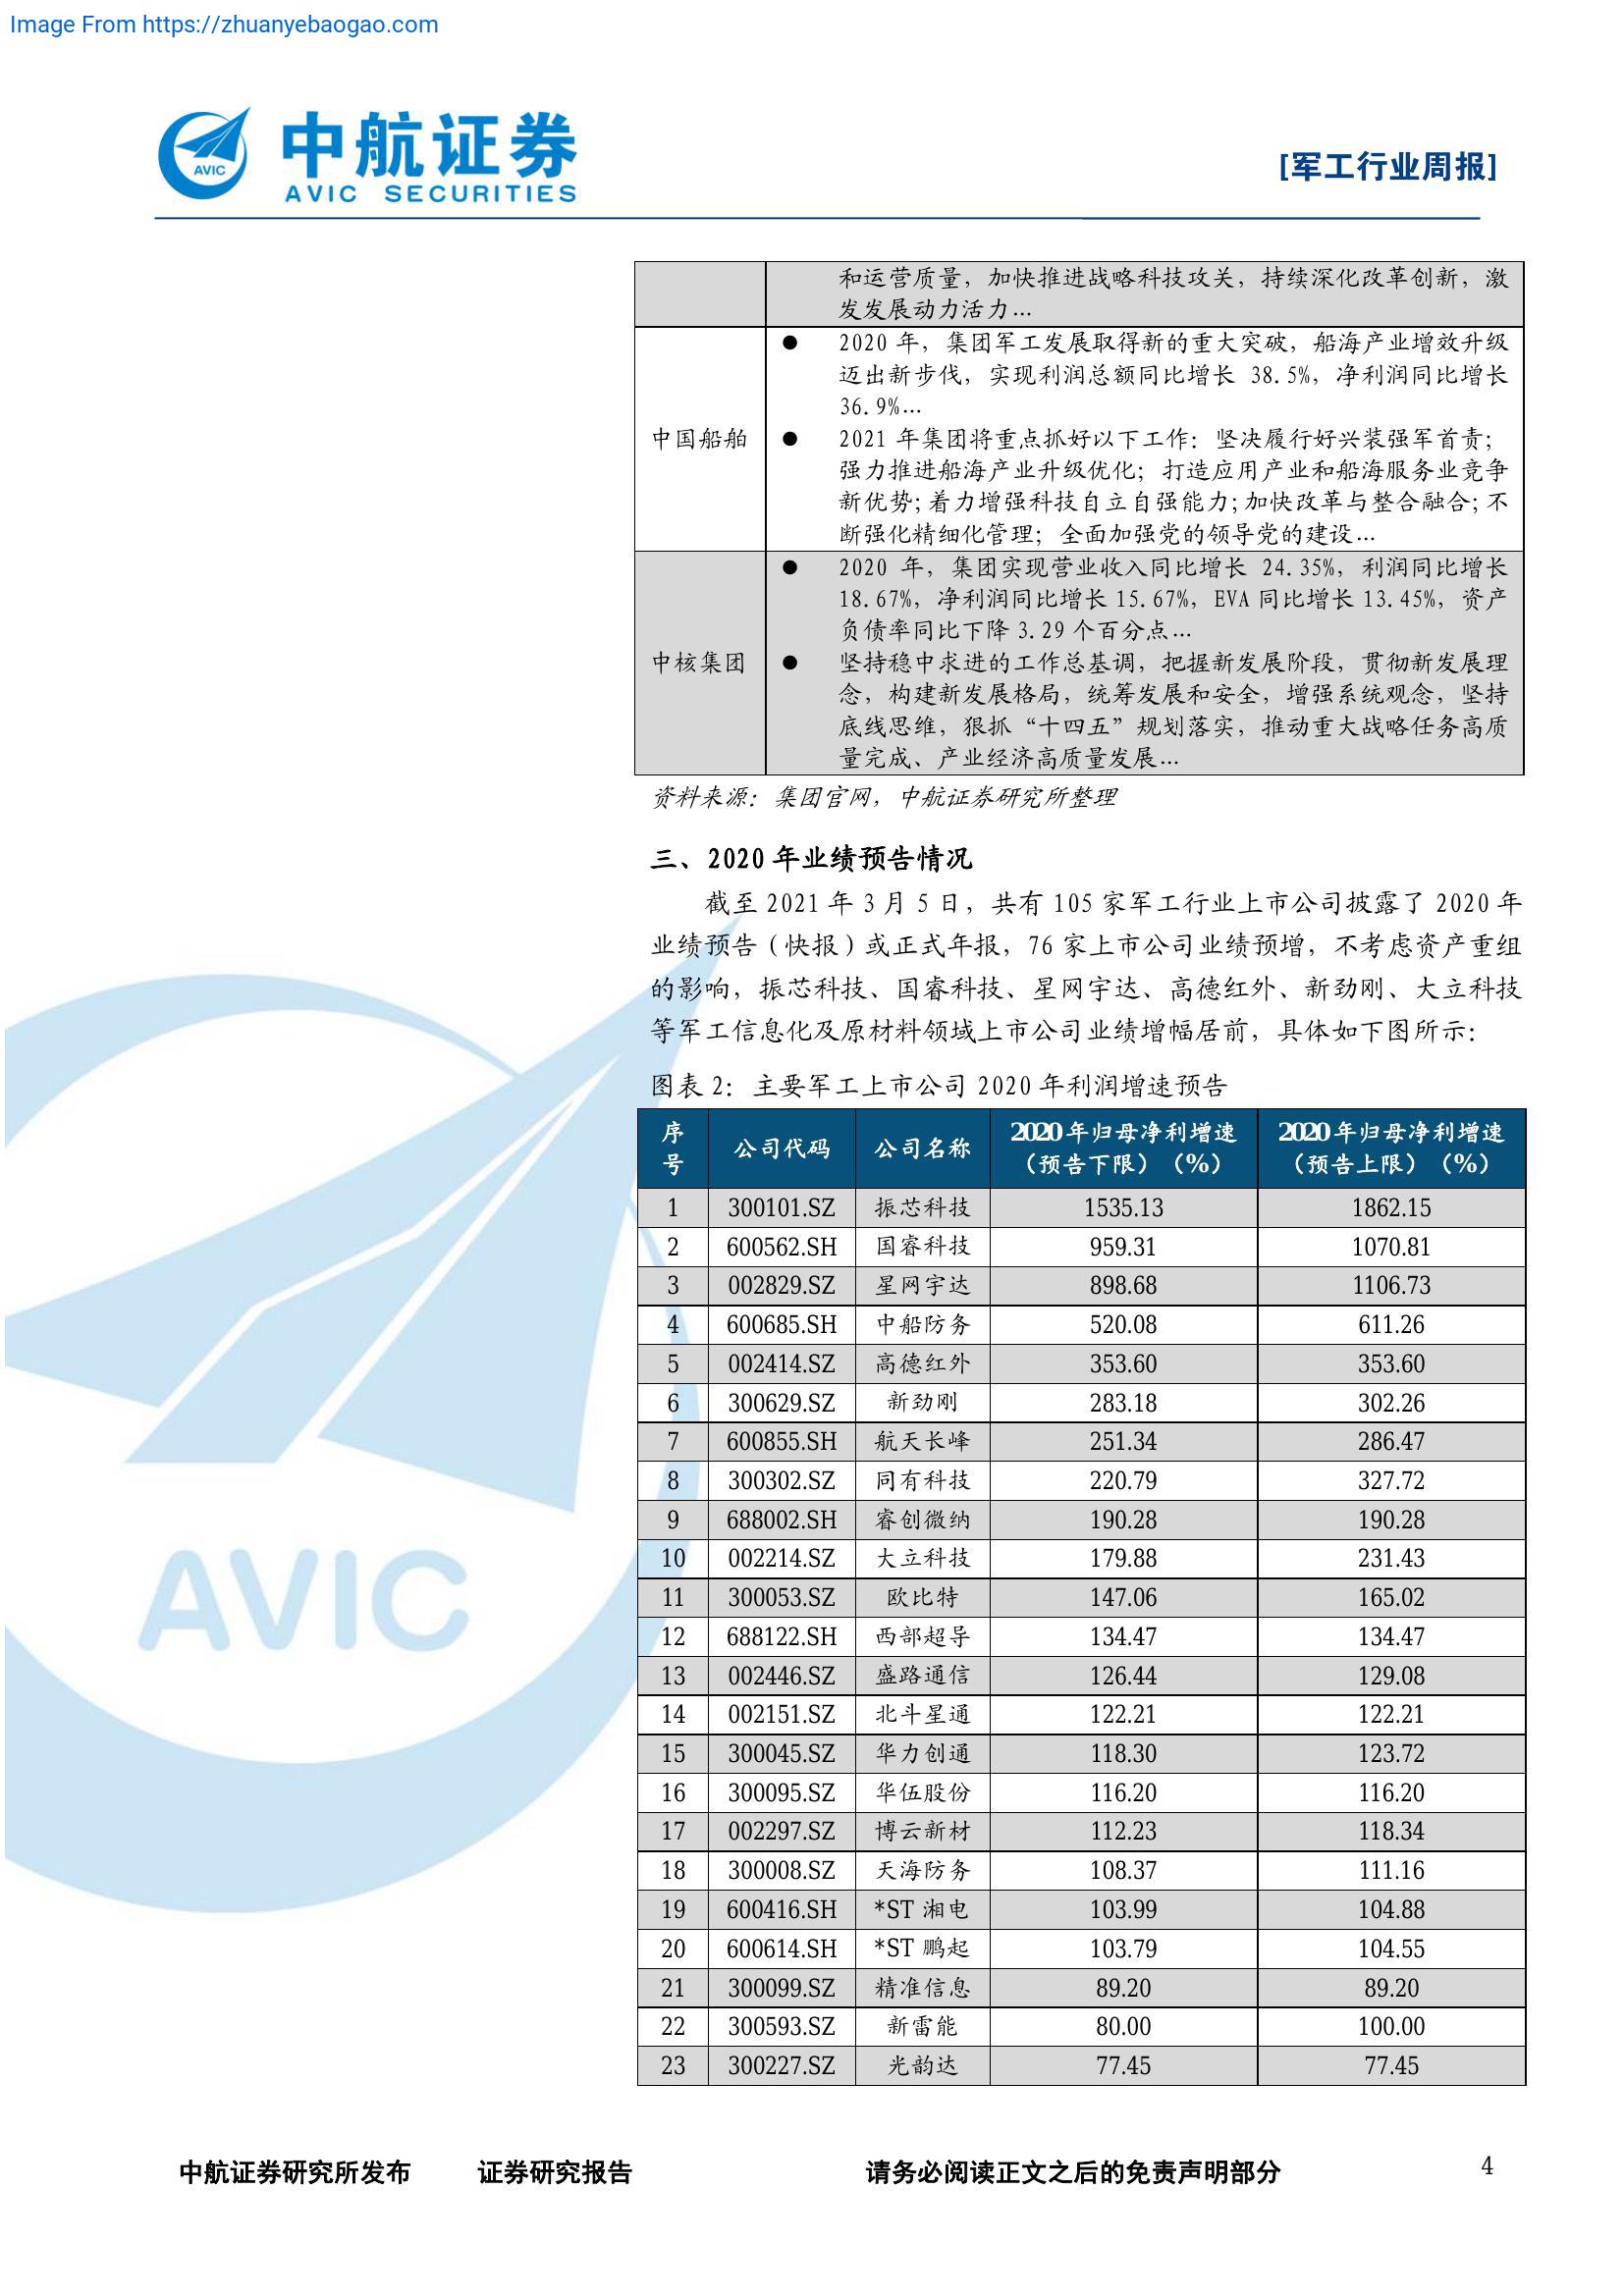 Image From https://zhuanyebaogao.com
AVIC
中航证券
AVIC SECURITIES
[军工行业周报]
和运营质量，加快推进战略科技攻关，持续深化改革创新，激
发发展动力活力…
中国船舶
● 2020 年，集团军工发展取得新的重大突破，船海产业增效升级
迈出新步伐，实现利润总额同比增长 38.5%，净利润同比增长
36.9%…
● 2021 年集团将重点抓好以下工作：坚决履行好兴装强军首责；
强力推进船海产业升级优化；打造应用产业和船海服务业竞争
新优势；着力增强科技自立自强能力；加快改革与整合融合；不
断强化精细化管理；全面加强党的领导党的建设…
中核集团
● 2020 年，集团实现营业收入同比增长 24.35%，利润同比增长
18.67%，净利润同比增长 15.67%，EVA 同比增长 13.45%，资产
负债率同比下降 3.29 个百分点…
● 坚持稳中求进的工作总基调，把握新发展阶段，贯彻新发展理
念，构建新发展格局，统筹发展和安全，增强系统观念，坚持
底线思维，狠抓“十四五”规划落实，推动重大战略任务高质
量完成、产业经济高质量发展…
资料来源：集团官网，中航证券研究所整理
三、2020 年业绩预告情况
截至 2021 年 3 月 5 日，共有 105 家军工行业上市公司披露了 2020 年
业绩预告（快报）或正式年报，76 家上市公司业绩预增，不考虑资产重组
的影响，振芯科技、国睿科技、星网宇达、高德红外、新劲刚、大立科技
等军工信息化及原材料领域上市公司业绩增幅居前，具体如下图所示：
图表 2：主要军工上市公司 2020 年利润增速预告
序号 公司代码 公司名称 2020 年归母净利增速（预告下限）（%） 2020 年归母净利增速（预告上限）（%）
1 300101.SZ 振芯科技 1535.13 1862.15
2 600562.SH 国睿科技 959.31 1070.81
3 002829.SZ 星网宇达 898.68 1106.73
4 600685.SH 中船防务 520.08 611.26
5 002414.SZ 高德红外 353.60 353.60
6 300629.SZ 新劲刚 283.18 302.26
7 600855.SH 航天长峰 251.34 286.47
8 300302.SZ 同有科技 220.79 327.72
9 688002.SH 睿创微纳 190.28 190.28
10 002214.SZ 大立科技 179.88 231.43
11 300053.SZ 欧比特 147.06 165.02
12 688122.SH 西部超导 134.47 134.47
13 002446.SZ 盛路通信 126.44 129.08
14 002151.SZ 北斗星通 122.21 122.21
15 300045.SZ 华力创通 118.30 123.72
16 300095.SZ 华伍股份 116.20 116.20
17 002297.SZ 博云新材 112.23 118.34
18 300008.SZ 天海防务 108.37 111.16
19 600416.SH *ST 湘电 103.99 104.88
20 600614.SH *ST 鹏起 103.79 104.55
21 300099.SZ 精准信息 89.20 89.20
22 300593.SZ 新雷能 80.00 100.00
23 300227.SZ 光韵达 77.45 77.45
AVIC
中航证券研究所发布 证券研究报告 请务必阅读正文之后的免责声明部分 4